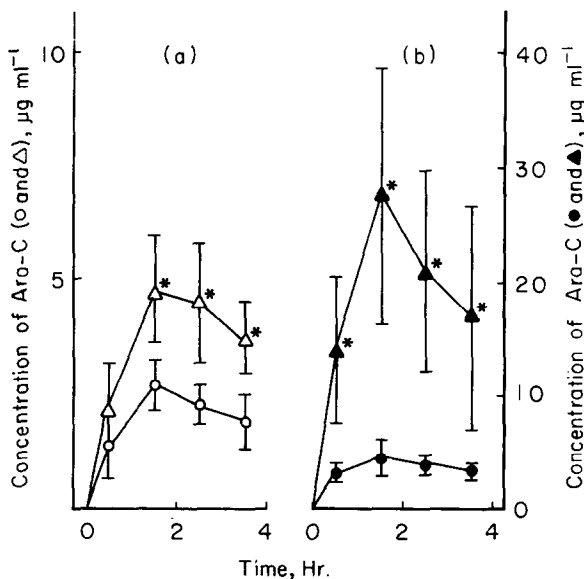 Concentration of Ara-C (○ and △), μg ml⁻¹
10
5
0
(a)
*
*
*
0 2 4
(b)
*
*
*
*
0 2 4
40
30
20
10
0
Concentration of Ara-C (● and ▲), μg ml⁻¹
Time, Hr.